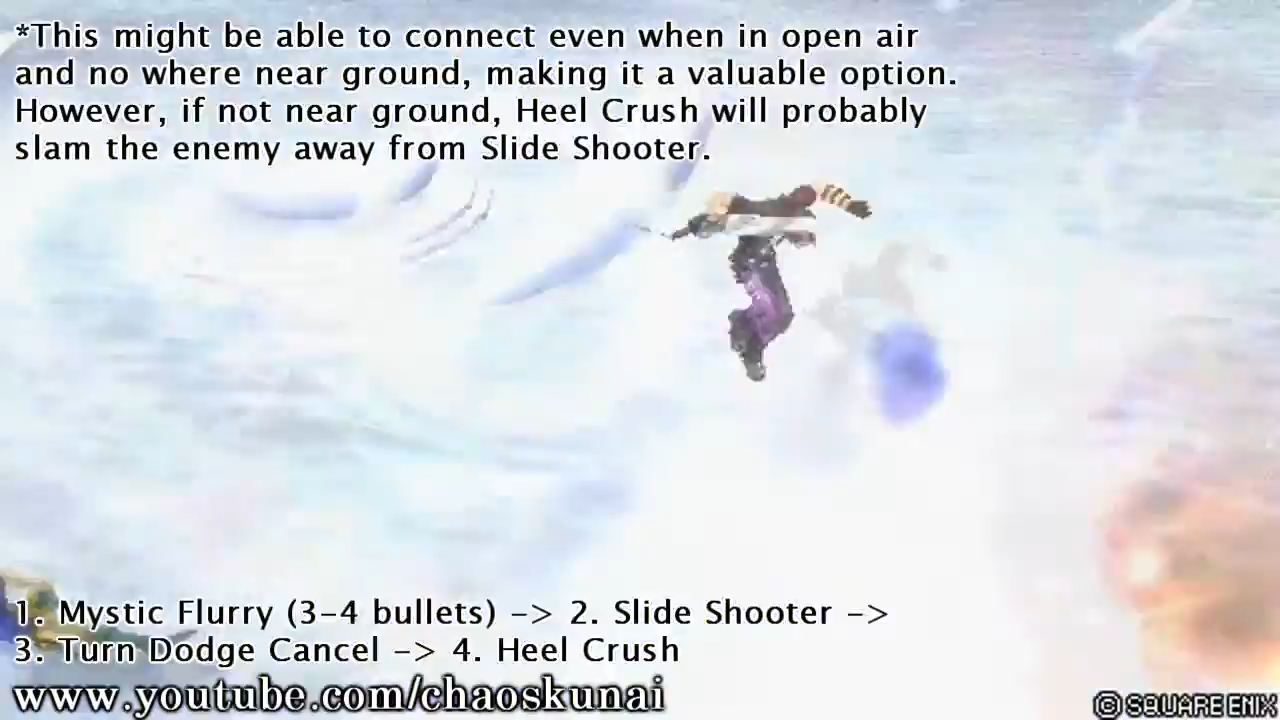 *This might be able to connect even when in open air
and no where near ground, making it a valuable option.
However, if not near ground, Heel Crush will probably
slam the enemy away from Slide Shooter.
1. Mystic Flurry (3-4 bullets) -> 2. Slide Shooter ->
3. Turn Dodge Cancel -> 4. Heel Crush
www.youtube.com/chaoskunai
© SQUARE ENIX